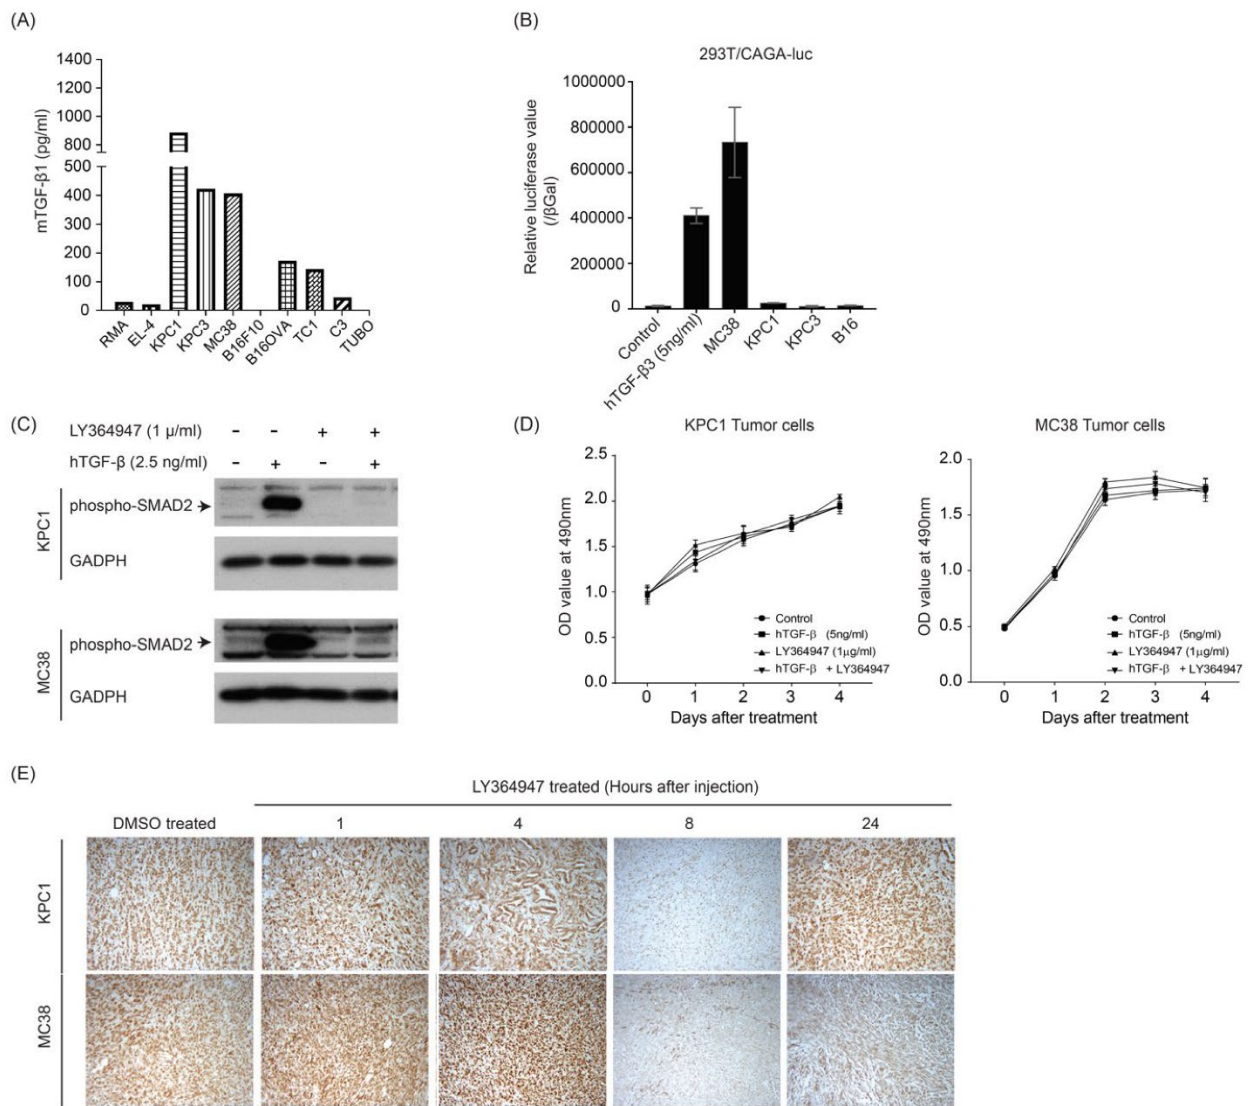 (A)
mTGF-β1 (pg/ml)
1400
1200
1000
800
600
500
400
300
200
100
0
RMA
EL-4
KPC1
KPC3
MC38
B16F10
B16OVA
TC1
C3
TUBO
(B)
293T/CAGA-luc
Relative luciferase value
(/βGal)
1000000
800000
600000
400000
200000
0
Control
hTGF-β3 (5ng/ml)
MC38
KPC1
KPC3
B16
(C)
LY364947 (1 μ/ml) - - + +
hTGF-β (2.5 ng/ml) - + - +
KPC1
phospho-SMAD2
GADPH
MC38
phospho-SMAD2
GADPH
(D)
KPC1 Tumor cells
OD value at 490nm
2.5
2.0
1.5
1.0
0.5
0.0
Control
hTGF-β (5ng/ml)
LY364947 (1μg/ml)
hTGF-β + LY364947
0 1 2 3 4
Days after treatment
MC38 Tumor cells
OD value at 490nm
2.0
1.5
1.0
0.5
0.0
Control
hTGF-β (5ng/ml)
LY364947 (1μg/ml)
hTGF-β + LY364947
0 1 2 3 4
Days after treatment
(E)
LY364947 treated (Hours after injection)
DMSO treated 1 4 8 24
KPC1
MC38